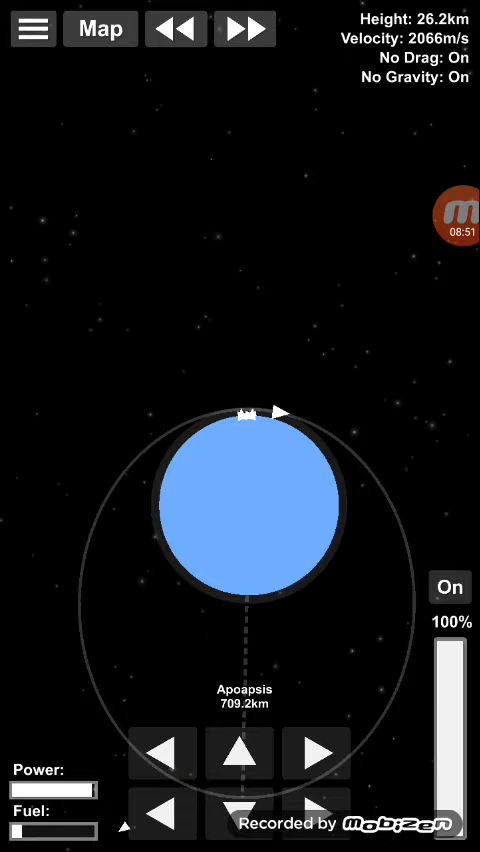 Map
Height: 26.2km
Velocity: 2066m/s
No Drag: On
No Gravity: On
08:51
On
100%
Apoapsis
709.2km
Power:
Fuel:
Recorded by mobizen